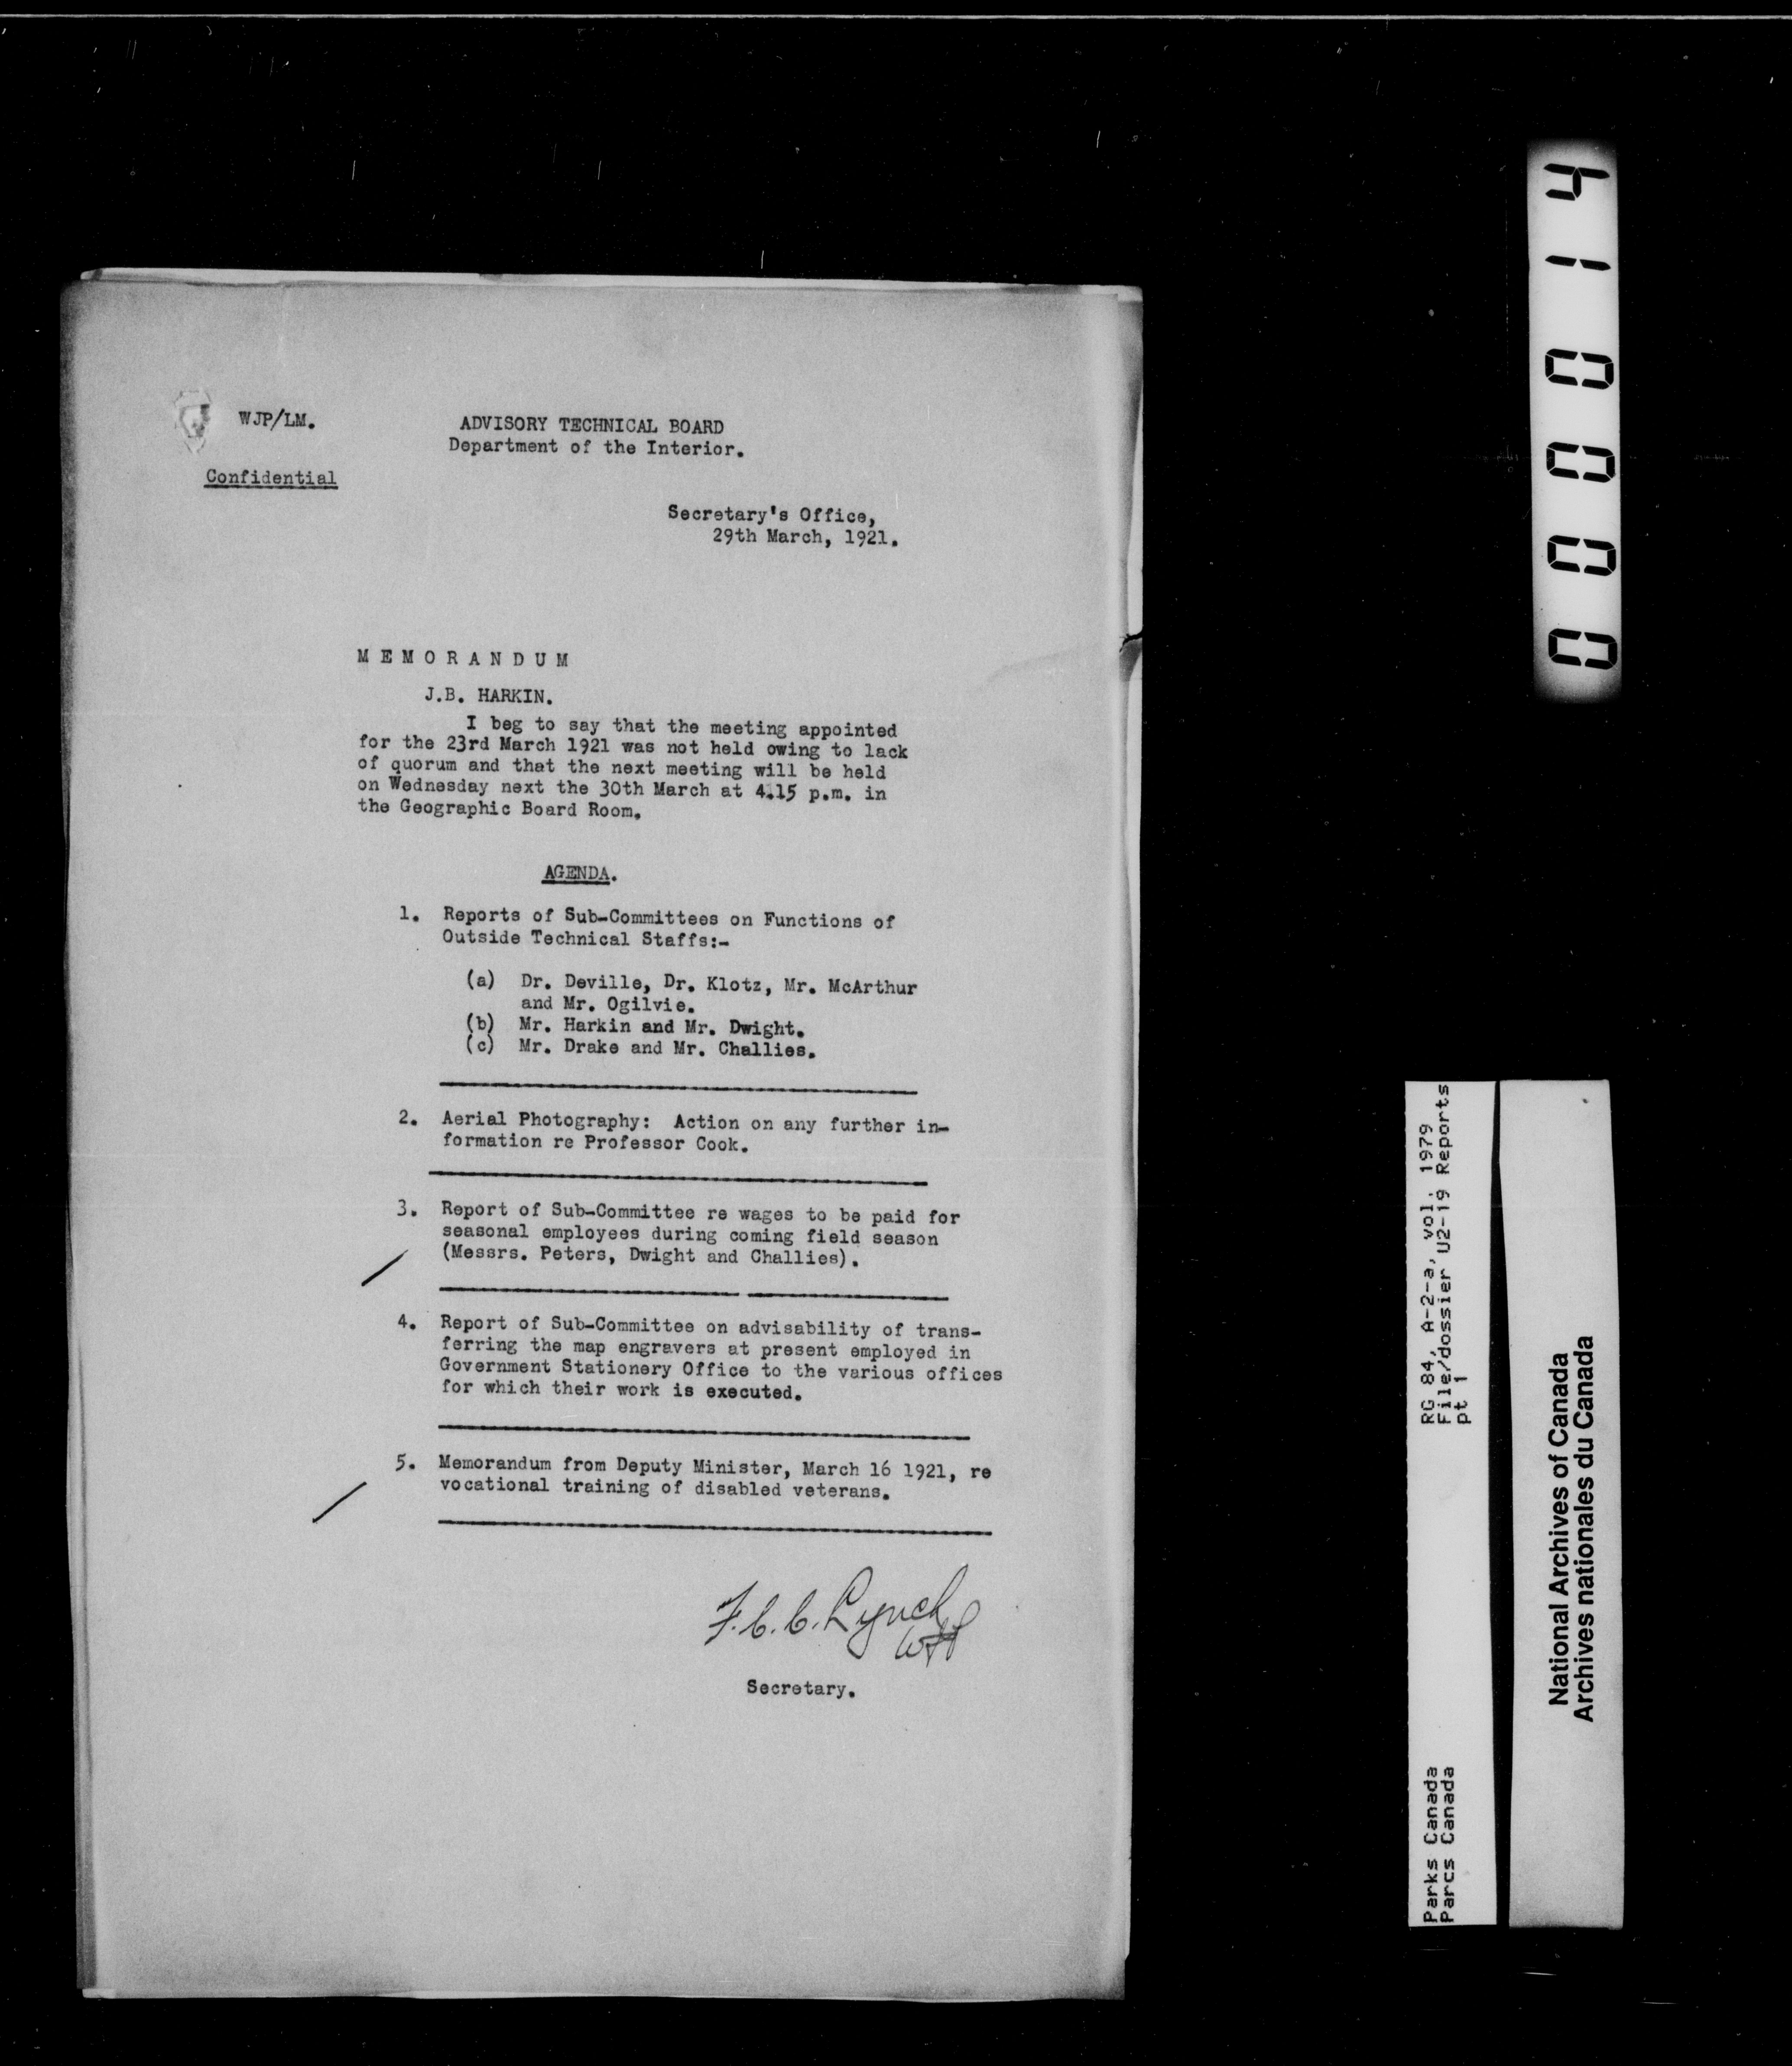 WJP/LM.
ADVISORY TECHNICAL BOARD
Department of the Interior.
Confidential
Secretary's Office,
29th March, 1921.
M E M O R A N D U M
J.B. HARKIN.
I beg to say that the meeting appointed
for the 23rd March 1921 was not held owing to lack
of quorum and that the next meeting will be held
on Wednesday next the 30th March at 4.15 p.m. in
the Geographic Board Room.
AGENDA.
1. Reports of Sub-Committees on Functions of
Outside Technical Staffs:-
(a) Dr. Deville, Dr. Klotz, Mr. McArthur
and Mr. Ogilvie.
(b) Mr. Harkin and Mr. Dwight.
(c) Mr. Drake and Mr. Challies.
2. Aerial Photography: Action on any further in-
formation re Professor Cook.
3. Report of Sub-Committee re wages to be paid for
seasonal employees during coming field season
(Messrs. Peters, Dwight and Challies).
4. Report of Sub-Committee on advisability of trans-
ferring the map engravers at present employed in
Government Stationery Office to the various offices
for which their work is executed.
5. Memorandum from Deputy Minister, March 16 1921, re
vocational training of disabled veterans.
F.C.C. Lynch
Secretary.
000014
RG 84, A-2-a, vol. 1979
File/dossier U2-19 Reports
pt 1
Parks Canada
Parcs Canada
National Archives of Canada
Archives nationales du Canada